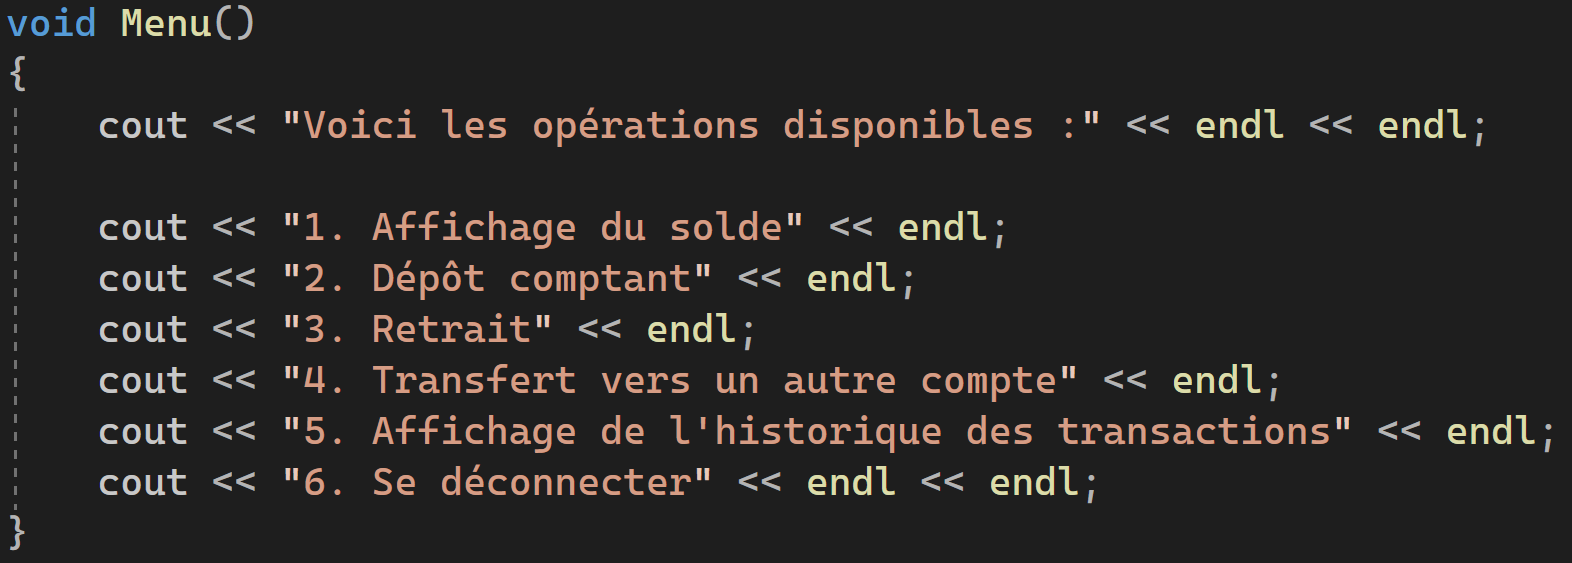 void Menu()
{
cout << "Voici les opérations disponibles :" << endl << endl;
cout << "1. Affichage du solde" << endl;
cout << "2. Dépôt comptant" << endl;
cout << "3. Retrait" << endl;
cout << "4. Transfert vers un autre compte" << endl;
cout << "5. Affichage de l'historique des transactions" << endl;
cout << "6. Se déconnecter" << endl << endl;
}